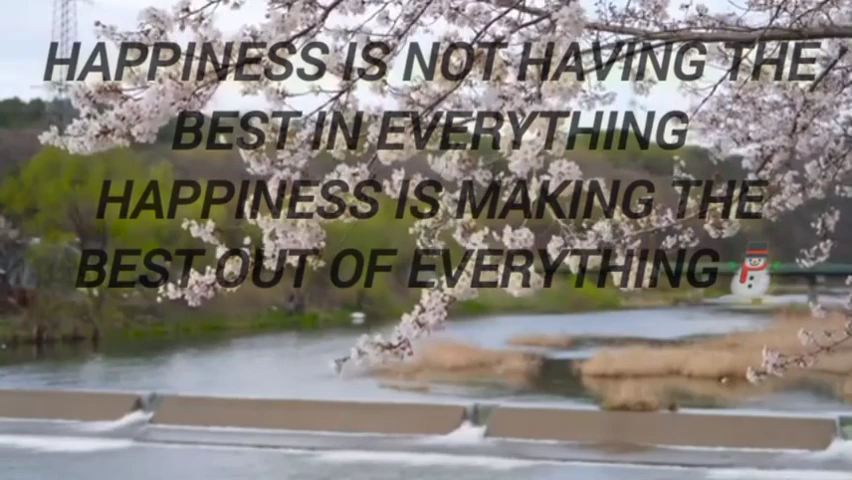 HAPPINESS IS NOT HAVING THE
BEST IN EVERYTHING
HAPPINESS IS MAKING THE
BEST OUT OF EVERYTHING ⛄